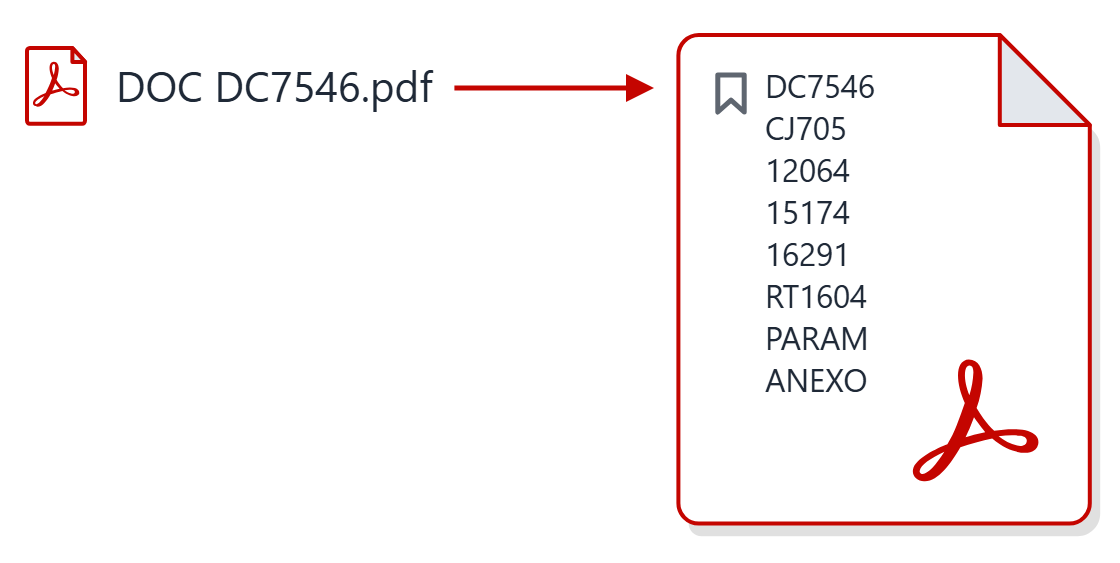 DOC DC7546.pdf
DC7546
CJ705
12064
15174
16291
RT1604
PARAM
ANEXO